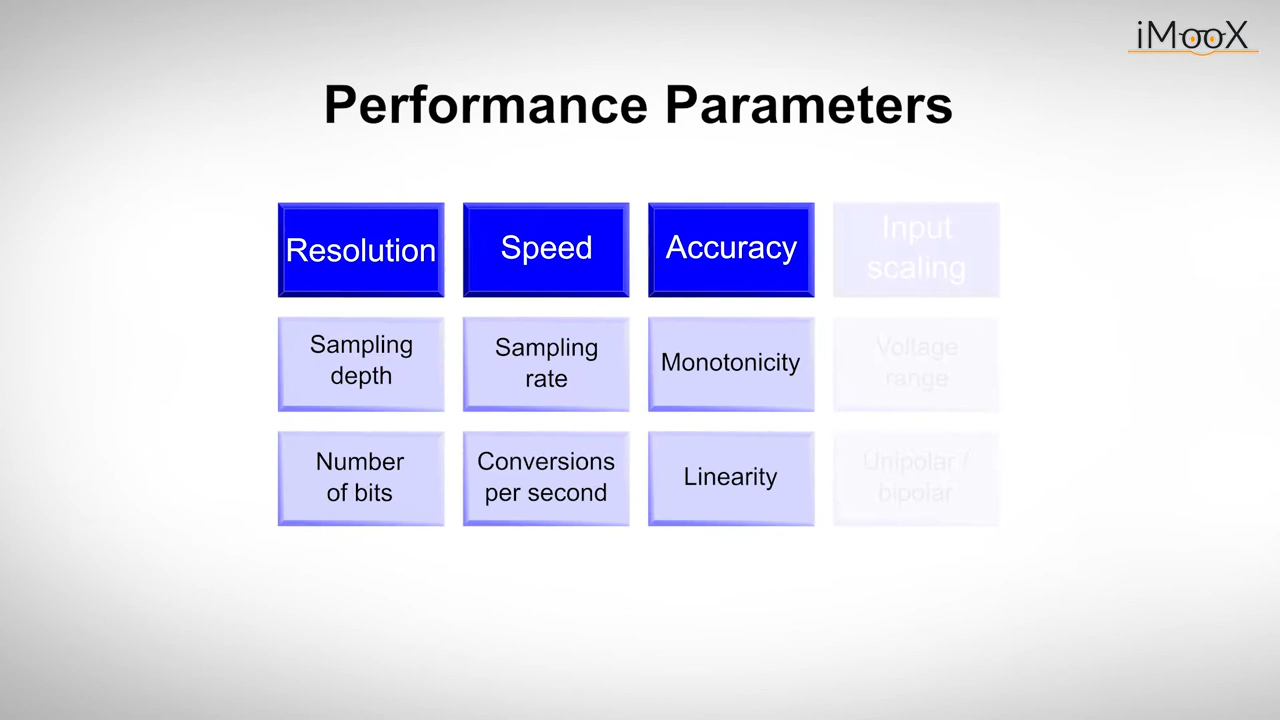 iMooX
Performance Parameters
Resolution
Speed
Accuracy
Input
scaling
Sampling
depth
Sampling
rate
Monotonicity
Voltage
range
Number
of bits
Conversions
per second
Linearity
Unipolar /
bipolar